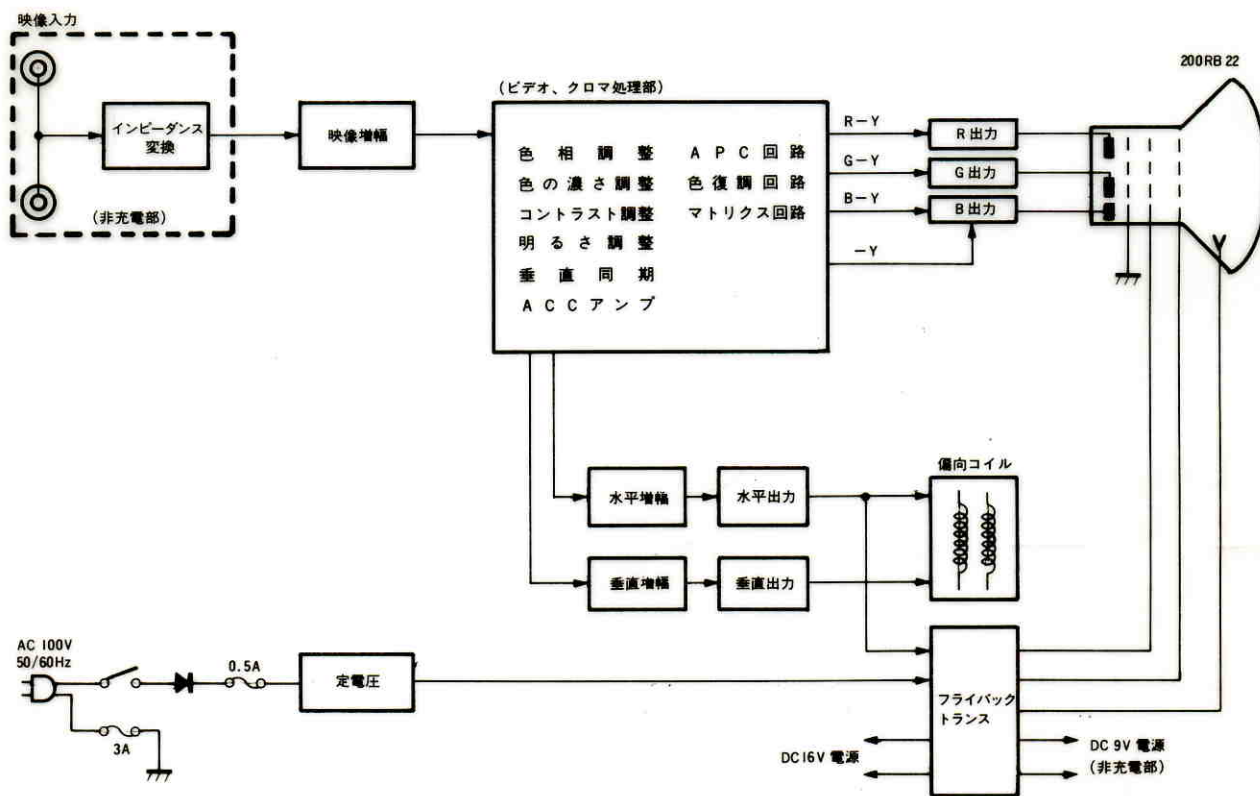 映像入力
インピーダンス
変換
(非充電部)
映像増幅
(ビデオ、クロマ処理部)
色相調整 APC回路
色の濃さ調整 色復調回路
コントラスト調整 マトリクス回路
明るさ調整
垂直同期
ACCアンプ
R-Y
G-Y
B-Y
-Y
R出力
G出力
B出力
200RB22
水平増幅
水平出力
垂直増幅
垂直出力
偏向コイル
AC 100V
50/60Hz
0.5A
3A
定電圧
フライバック
トランス
DC16V 電源
DC 9V 電源
(非充電部)